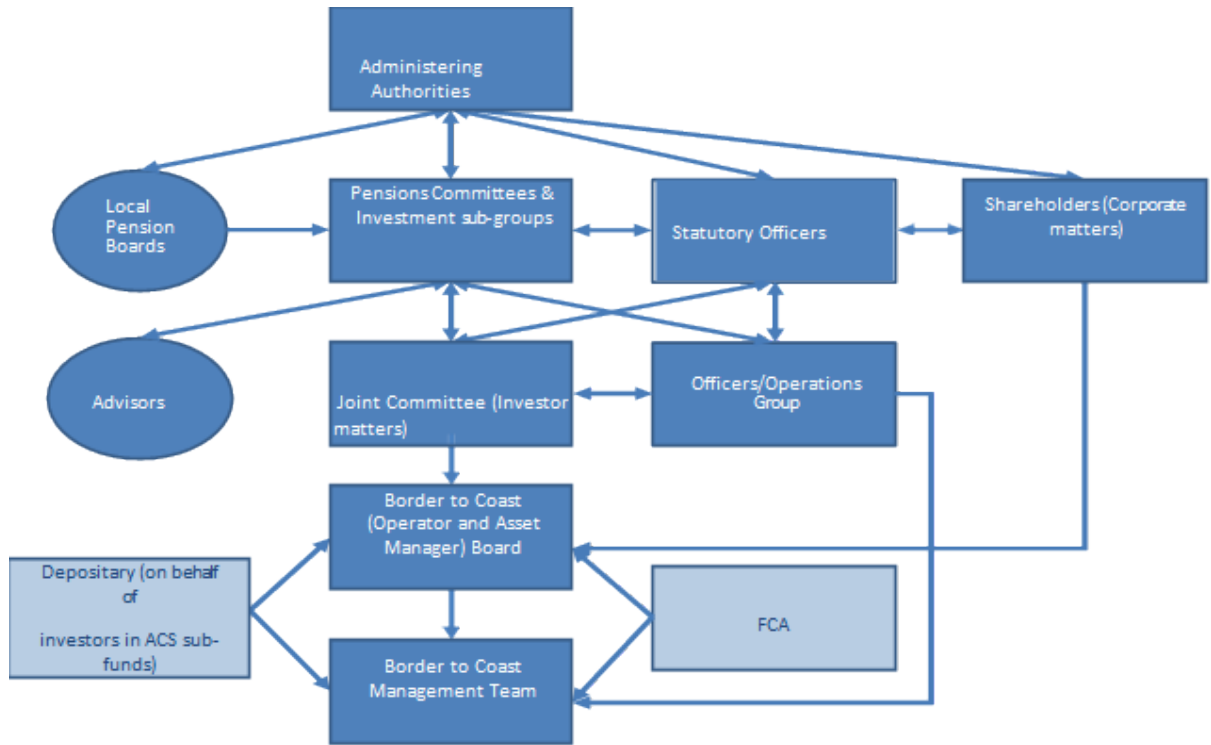 Administering
Authorities
Local
Pension
Boards
Pensions Committees &
Investment sub-groups
Statutory Officers
Shareholders (Corporate
matters)
Advisors
Joint Committee (Investor
matters)
Officers/Operations
Group
Border to Coast
(Operator and Asset
Manager) Board
Depositary (on behalf
of
investors in ACS sub-
funds)
FCA
Border to Coast
Management Team